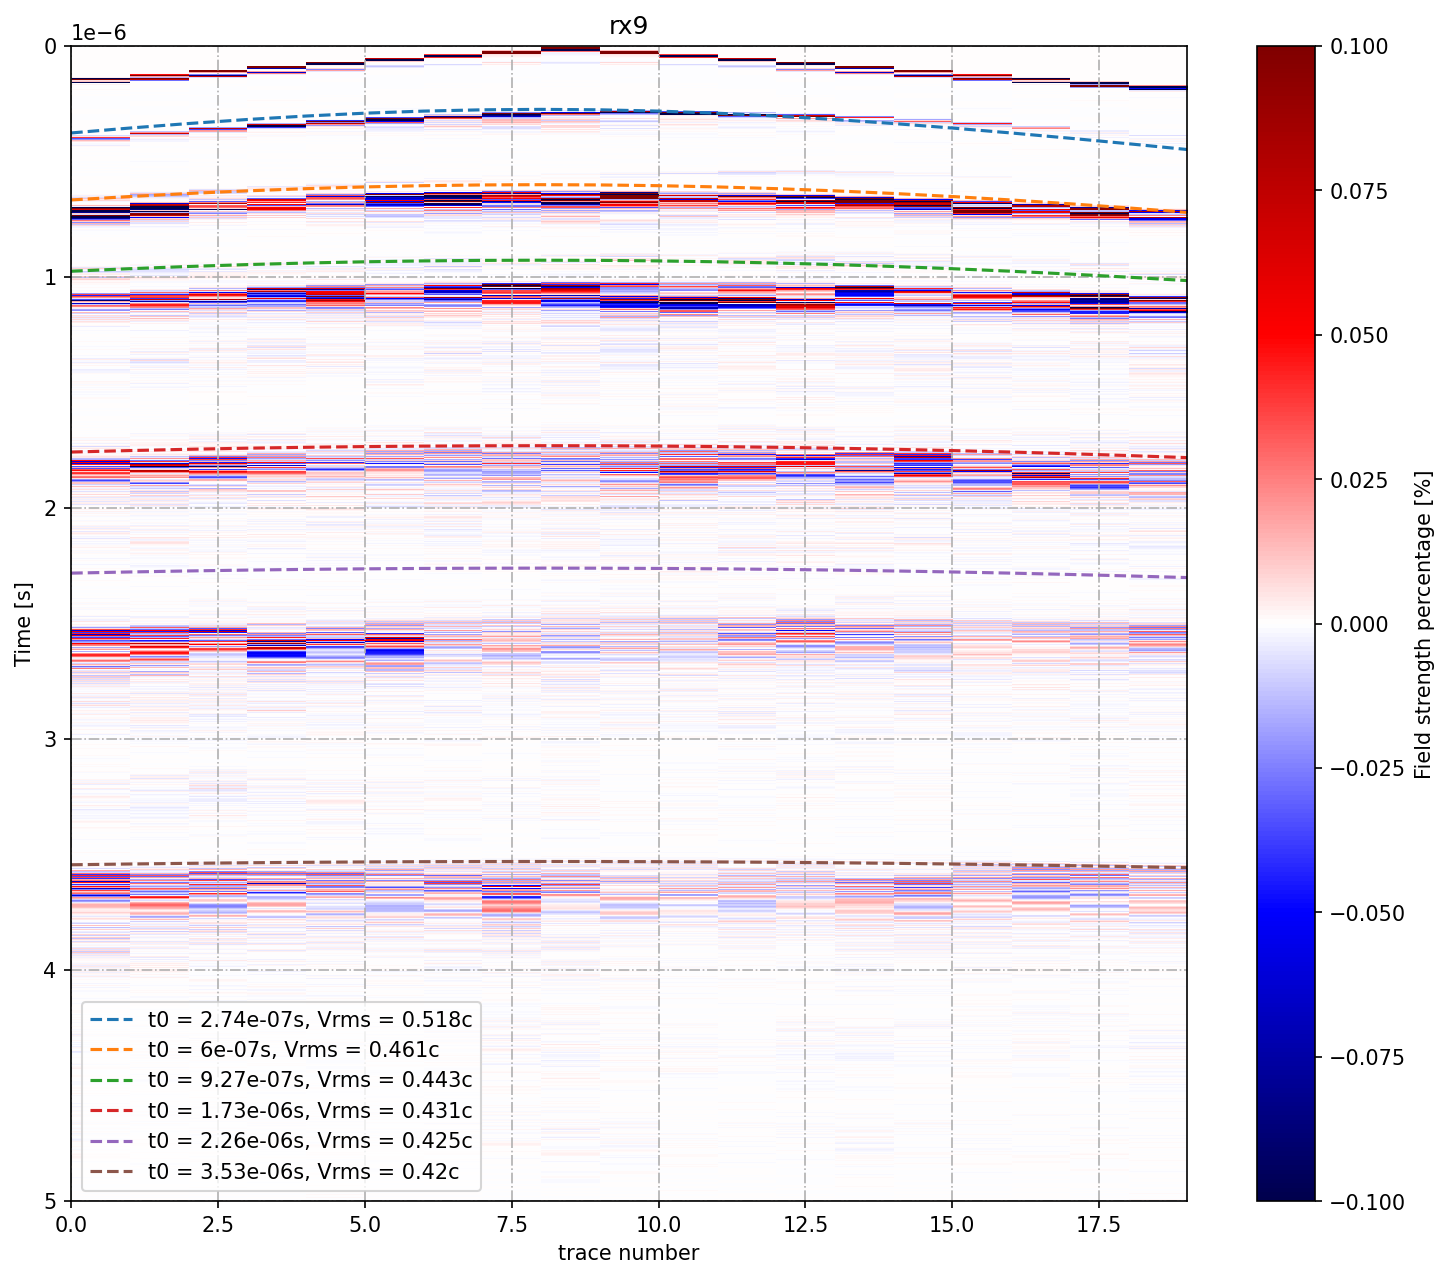 rx9
1e−6
0
1
2
3
4
5
Time [s]
0.0
2.5
5.0
7.5
10.0
12.5
15.0
17.5
trace number
t0 = 2.74e-07s, Vrms = 0.518c
t0 = 6e-07s, Vrms = 0.461c
t0 = 9.27e-07s, Vrms = 0.443c
t0 = 1.73e-06s, Vrms = 0.431c
t0 = 2.26e-06s, Vrms = 0.425c
t0 = 3.53e-06s, Vrms = 0.42c
0.100
0.075
0.050
0.025
0.000
−0.025
−0.050
−0.075
−0.100
Field strength percentage [%]